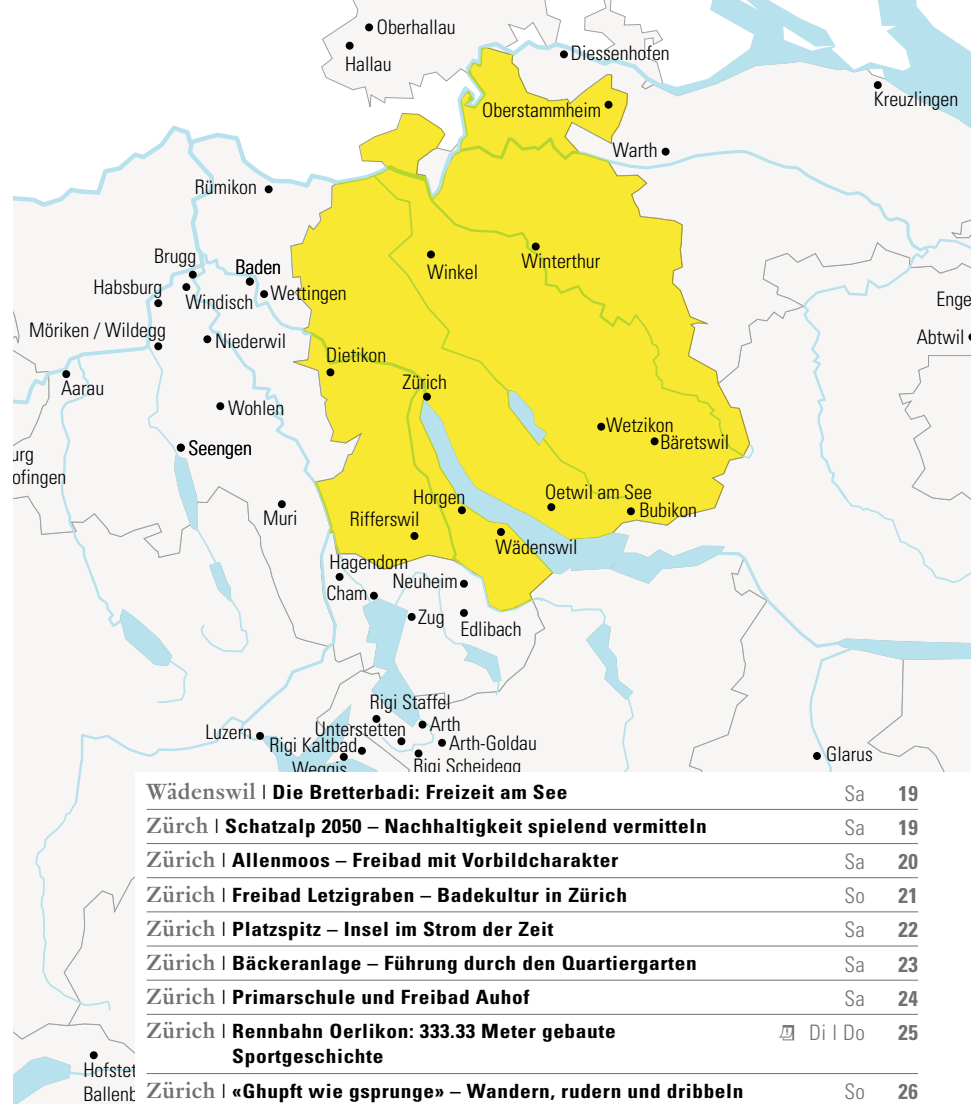 Oberhallau
Hallau
Diessenhofen
Kreuzlingen
Oberstammheim
Warth
Rümikon
Brugg
Baden
Winkel
Winterthur
Habsburg
Windisch
Wettingen
Enge
Möriken / Wildegg
Niederwil
Abtwil
Dietikon
Aarau
Zürich
Wohlen
Wetzikon
Bäretswil
urg
Seengen
ofingen
Muri
Horgen
Oetwil am See
Bubikon
Rifferswil
Wädenswil
Hagendorn
Cham
Neuheim
Zug
Edlibach
Rigi Staffel
Luzern
Unterstetten
Arth
Rigi Kaltbad
Arth-Goldau
Glarus
Weggis
Rigi Scheidegg
Wädenswil | Die Bretterbadi: Freizeit am See Sa 19
Zürch | Schatzalp 2050 – Nachhaltigkeit spielend vermitteln Sa 19
Zürich | Allenmoos – Freibad mit Vorbildcharakter Sa 20
Zürich | Freibad Letzigraben – Badekultur in Zürich So 21
Zürich | Platzspitz – Insel im Strom der Zeit Sa 22
Zürich | Bäckeranlage – Führung durch den Quartiergarten Sa 23
Zürich | Primarschule und Freibad Auhof Sa 24
Zürich | Rennbahn Oerlikon: 333.33 Meter gebaute Di | Do 25
Sportgeschichte
Zürich | «Ghupft wie gsprunge» – Wandern, rudern und dribbeln So 26
Hofstet
Ballenb